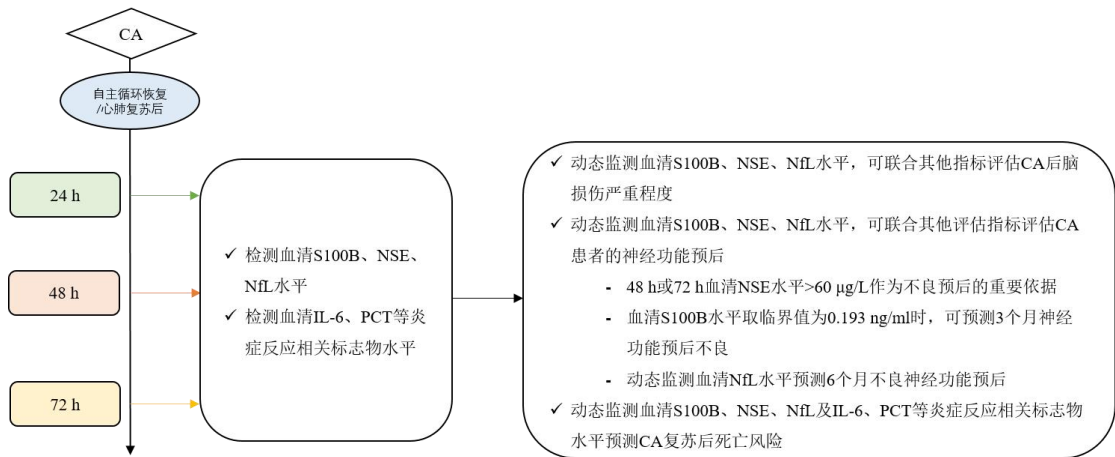 CA
自主循环恢复
/心肺复苏后
24 h
48 h
72 h
✓ 检测血清S100B、NSE、
NfL水平
✓ 检测血清IL-6、PCT等炎
症反应相关标志物水平
✓ 动态监测血清S100B、NSE、NfL水平，可联合其他指标评估CA后脑
损伤严重程度
✓ 动态监测血清S100B、NSE、NfL水平，可联合其他评估指标评估CA
患者的神经功能预后
- 48 h或72 h血清NSE水平>60 μg/L作为不良预后的重要依据
- 血清S100B水平取临界值为0.193 ng/ml时，可预测3个月神经
功能预后不良
- 动态监测血清NfL水平预测6个月不良神经功能预后
✓ 动态监测血清S100B、NSE、NfL及IL-6、PCT等炎症反应相关标志物
水平预测CA复苏后死亡风险